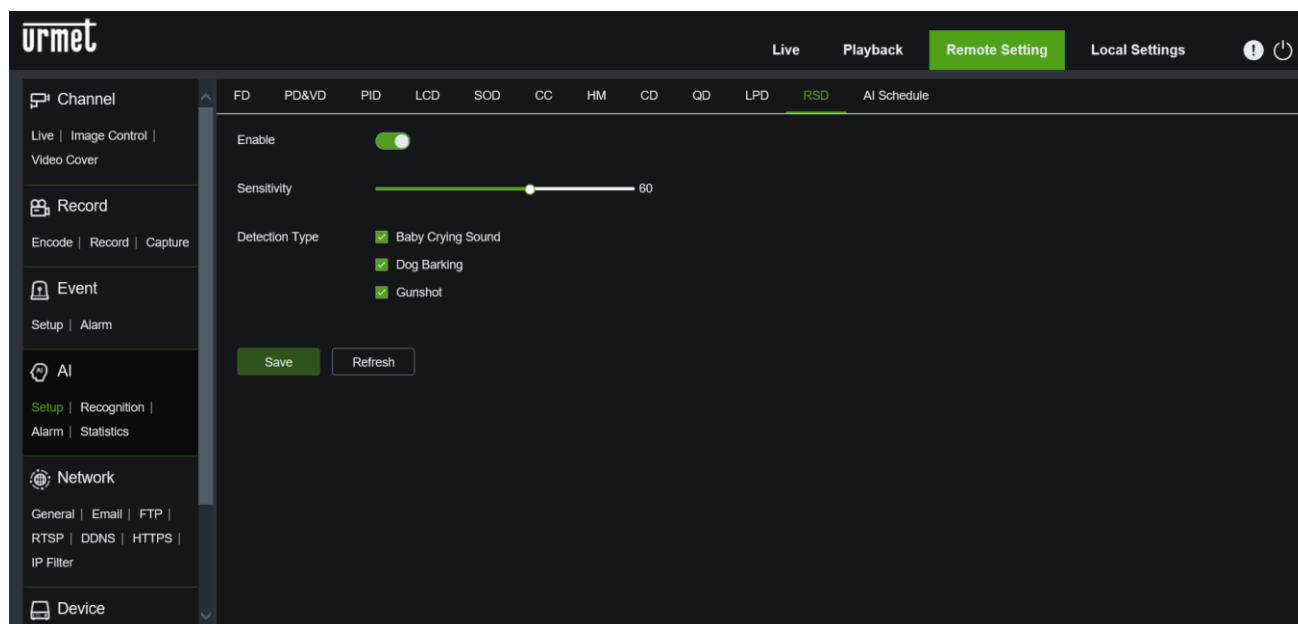 urmet
Live Playback Remote Setting Local Settings
Channel
Live | Image Control |
Video Cover
Record
Encode | Record | Capture
Event
Setup | Alarm
AI
Setup | Recognition |
Alarm | Statistics
Network
General | Email | FTP |
RTSP | DDNS | HTTPS |
IP Filter
Device
FD PD&VD PID LCD SOD CC HM CD QD LPD RSD AI Schedule
Enable
Sensitivity 60
Detection Type Baby Crying Sound
Dog Barking
Gunshot
Save Refresh